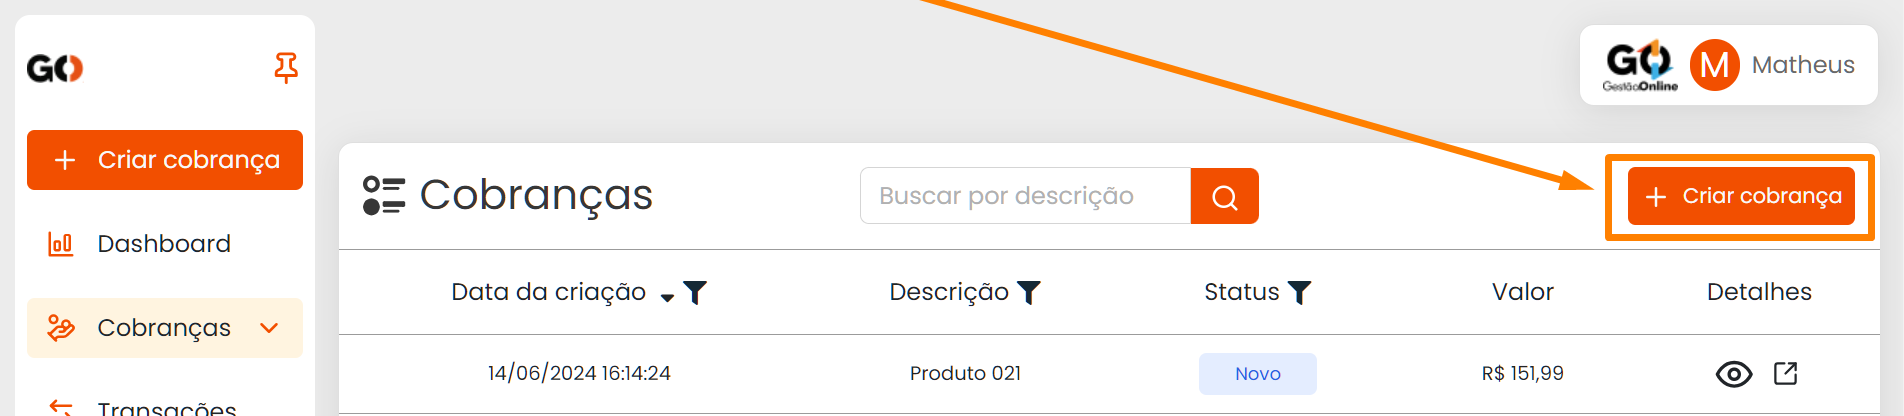 GO
Criar cobrança
Dashboard
Cobranças
Transações
GO
GestãoOnline
M
Matheus
Cobranças
Buscar por descrição
Criar cobrança
Data da criação
Descrição
Status
Valor
Detalhes
14/06/2024 16:14:24
Produto 021
Novo
R$ 151,99